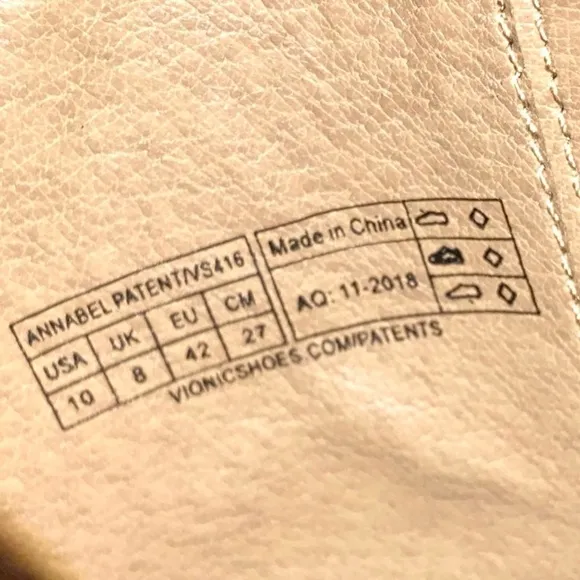 ANNABEL PATENT/VS416
USA UK EU CM
10 8 42 27
Made in China
AQ: 11-2018
VIONICSHOES.COM/PATENTS